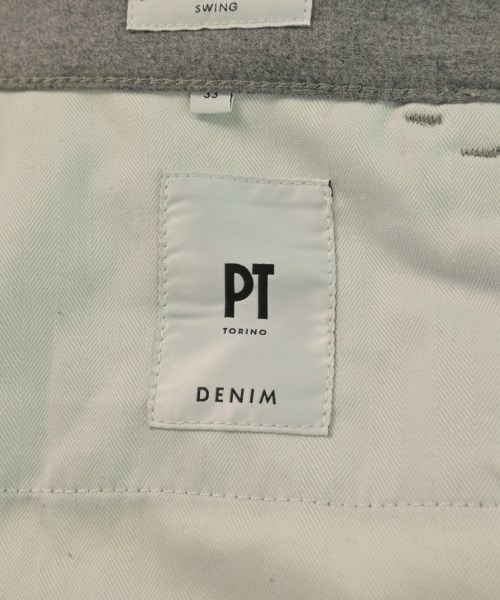 SWING
33
PT
TORINO
DENIM